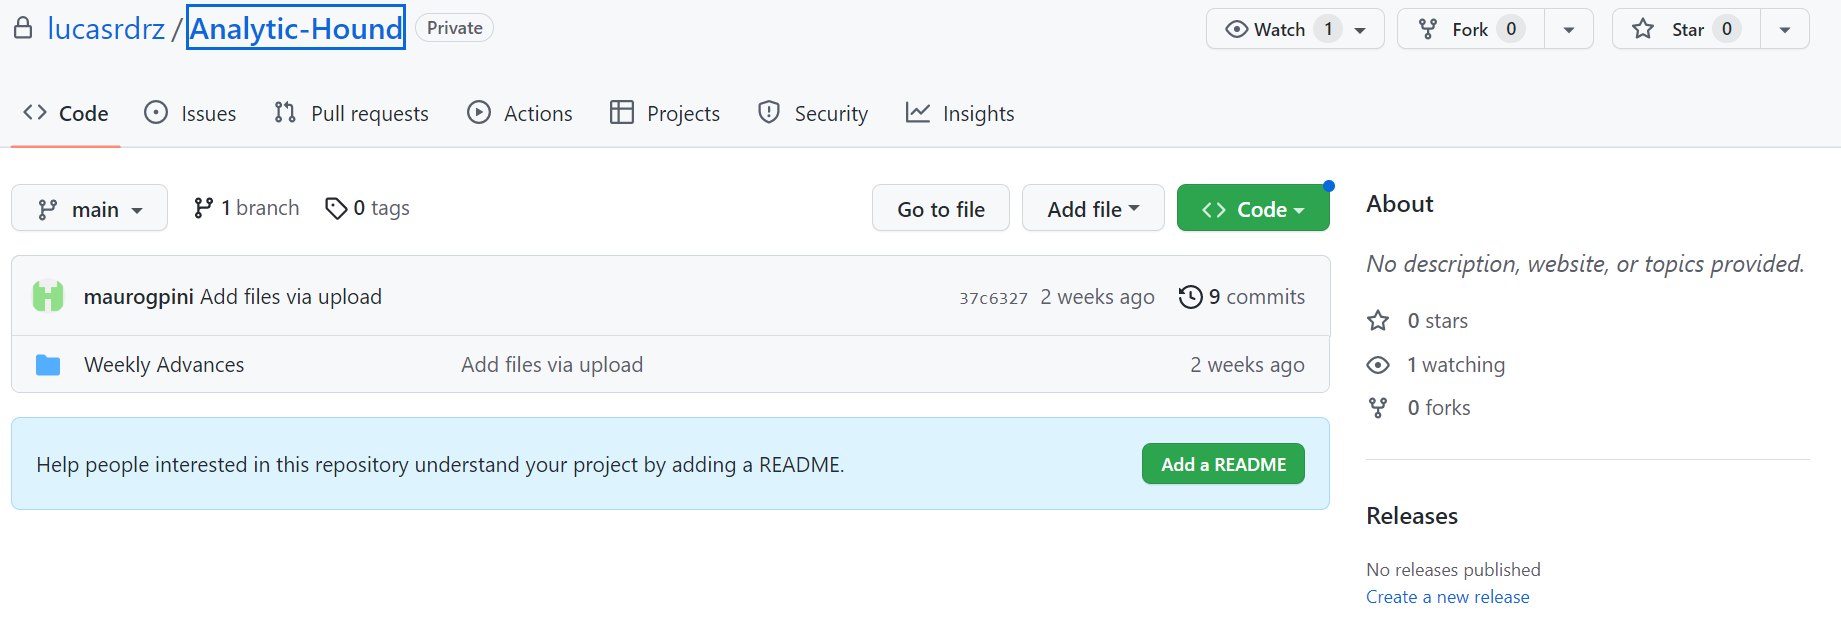 lucasrdrz / Analytic-Hound Private Watch 1 Fork 0 Star 0
Code Issues Pull requests Actions Projects Security Insights
main 1 branch 0 tags Go to file Add file Code
maurogpini Add files via upload 37c6327 2 weeks ago 9 commits
Weekly Advances Add files via upload 2 weeks ago
Help people interested in this repository understand your project by adding a README. Add a README
About
No description, website, or topics provided.
0 stars
1 watching
0 forks
Releases
No releases published
Create a new release